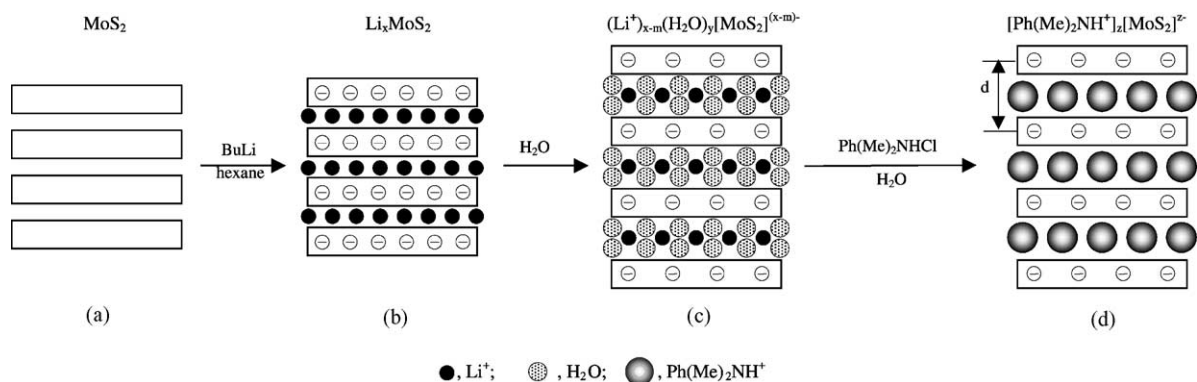 MoS₂
LiₓMoS₂
(Li⁺)ₓ₋ₘ(H₂O)ᵧ[MoS₂]⁽ˣ⁻ᵐ⁾⁻
[Ph(Me)₂NH⁺]z[MoS₂]ᶻ⁻
BuLi
hexane
H₂O
Ph(Me)₂NHCl
H₂O
d
(a)
(b)
(c)
(d)
, Li⁺; , H₂O; , Ph(Me)₂NH⁺